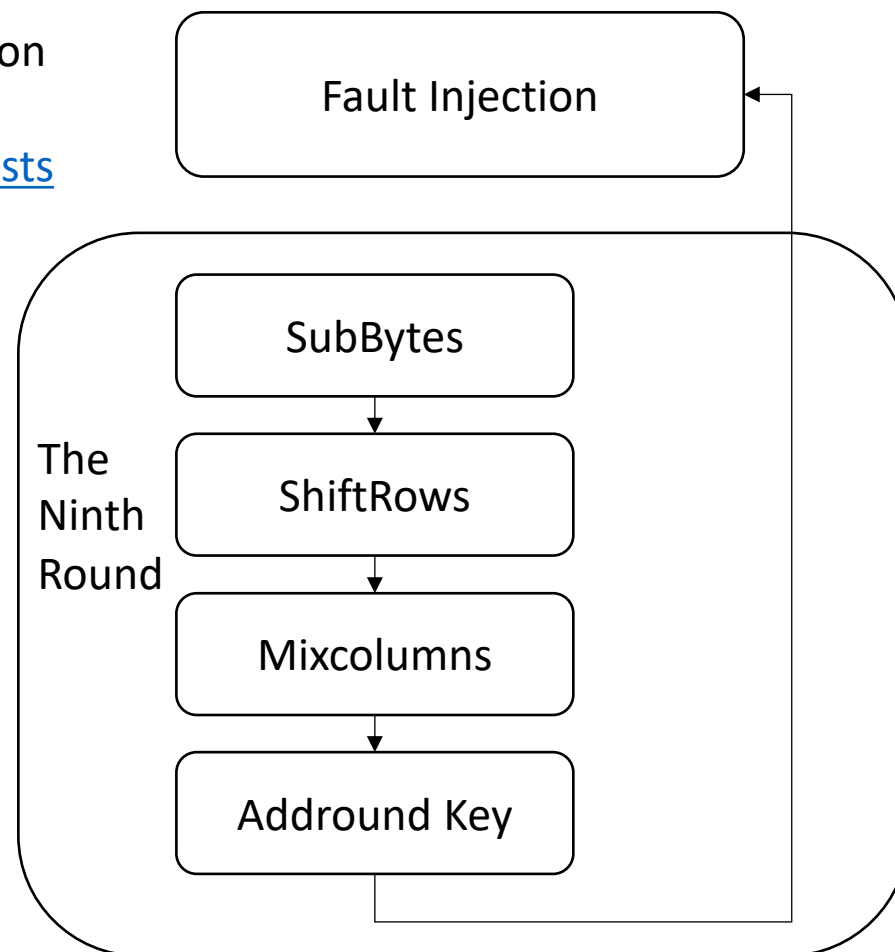 on
sts
Fault Injection
SubBytes
The
Ninth
Round
ShiftRows
Mixcolumns
Addround Key